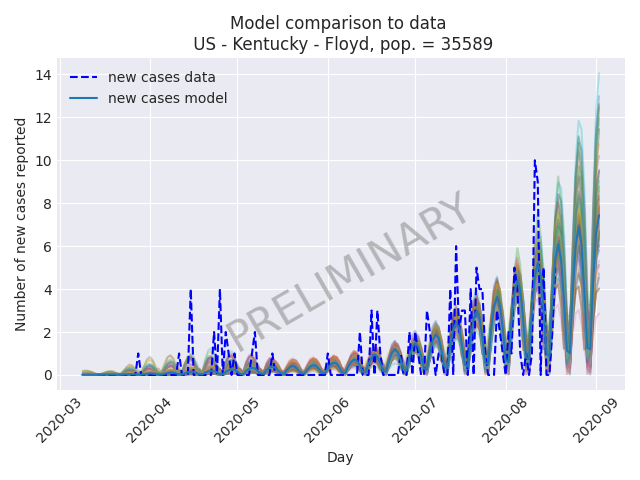 Model comparison to data
US - Kentucky - Floyd, pop. = 35589
new cases data
new cases model
Number of new cases reported
14
12
10
8
6
4
2
0
PRELIMINARY
2020-03
2020-04
2020-05
2020-06
2020-07
2020-08
2020-09
Day